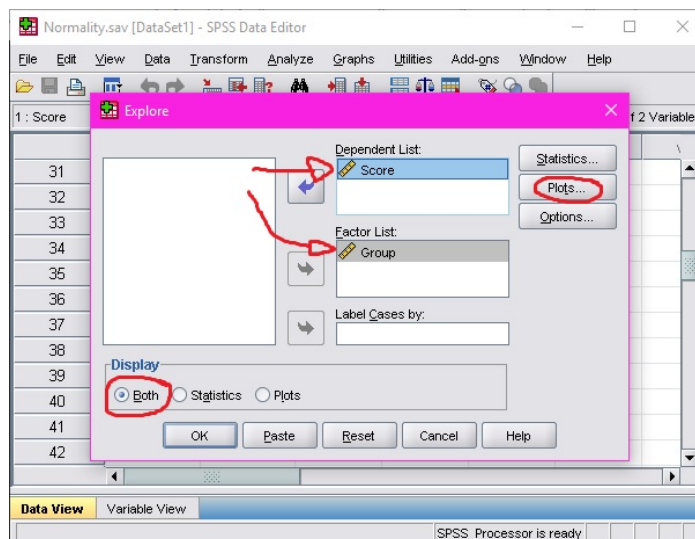 Normality.sav [DataSet1] - SPSS Data Editor
File Edit View Data Transform Analyze Graphs Utilities Add-ons Window Help
1 : Score
f 2 Variable
Explore
Dependent List:
Score
Statistics...
Plots...
Options...
Factor List:
Group
Label Cases by:
Display
Both Statistics Plots
OK Paste Reset Cancel Help
31
32
33
34
35
36
37
38
39
40
41
42
Data View Variable View
SPSS Processor is ready